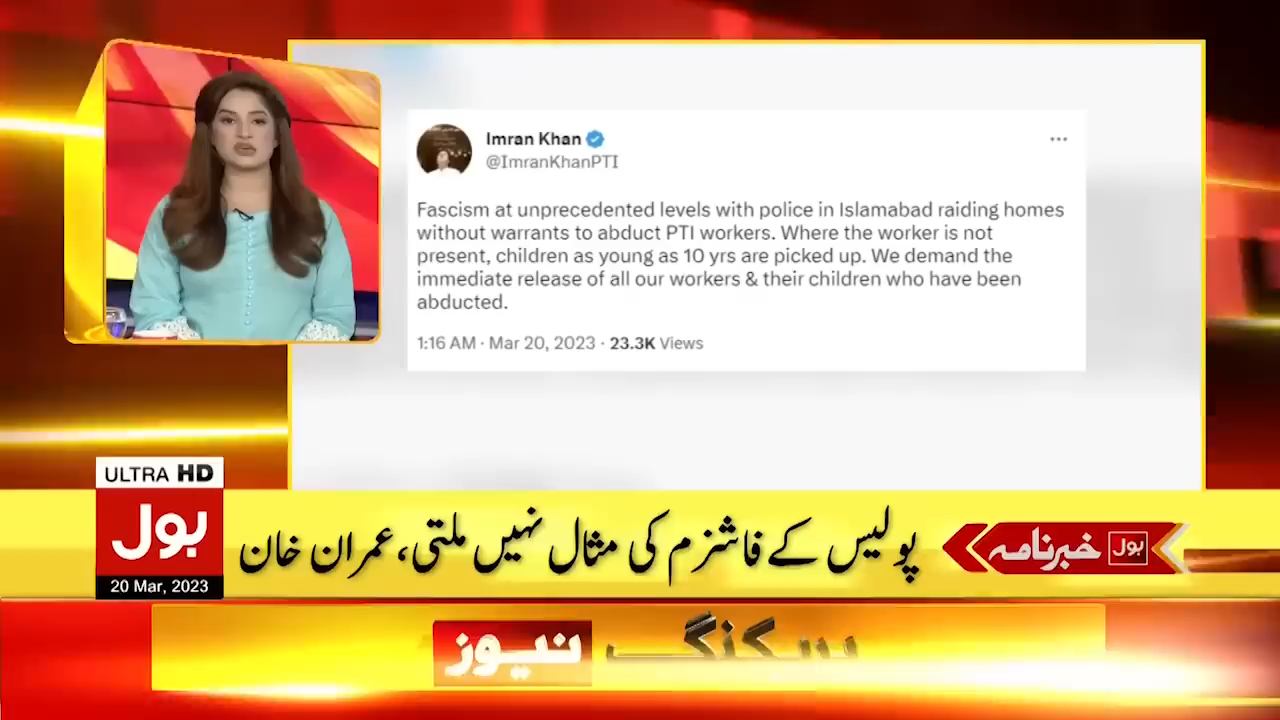 Imran Khan
@ImranKhanPTI
Fascism at unprecedented levels with police in Islamabad raiding homes
without warrants to abduct PTI workers. Where the worker is not
present, children as young as 10 yrs are picked up. We demand the
immediate release of all our workers & their children who have been
abducted.
1:16 AM · Mar 20, 2023 · 23.3K Views
ULTRA HD
بول
20 Mar, 2023
بول خبرنامہ
پولیس کے فاشزم کی مثال نہیں ملتی، عمران خان
بریکنگ نیوز